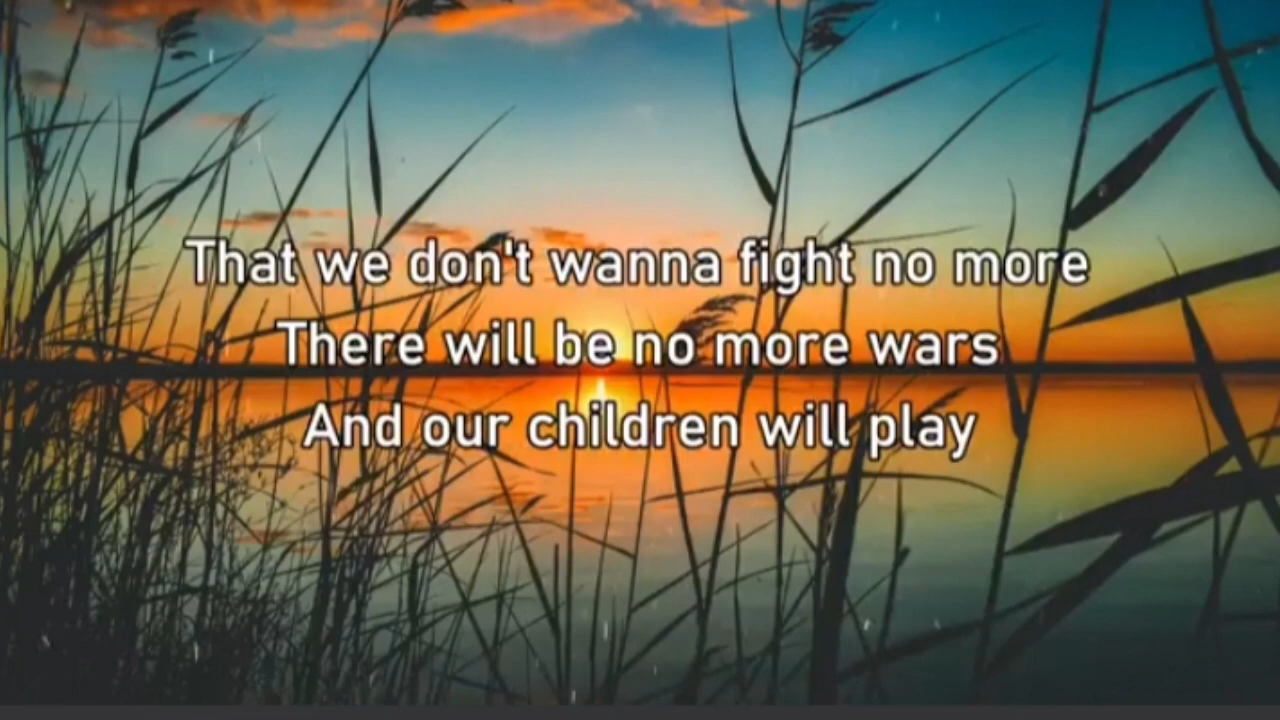 That we don't wanna fight no more
There will be no more wars
And our children will play